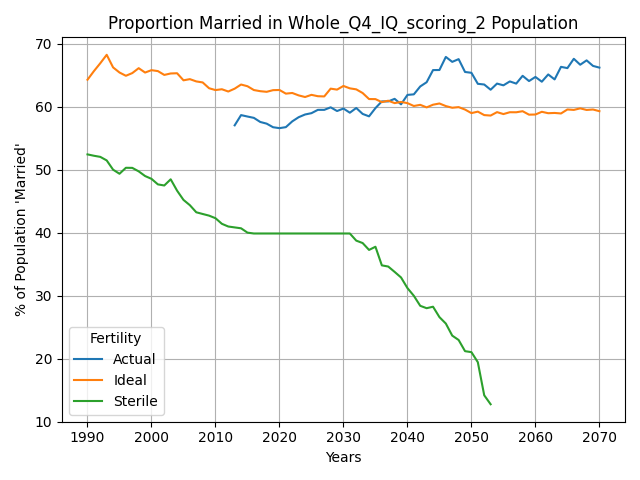 Proportion Married in Whole_Q4_IQ_scoring_2 Population
% of Population 'Married'
70
60
50
40
30
20
10
Fertility
Actual
Ideal
Sterile
1990 2000 2010 2020 2030 2040 2050 2060 2070
Years